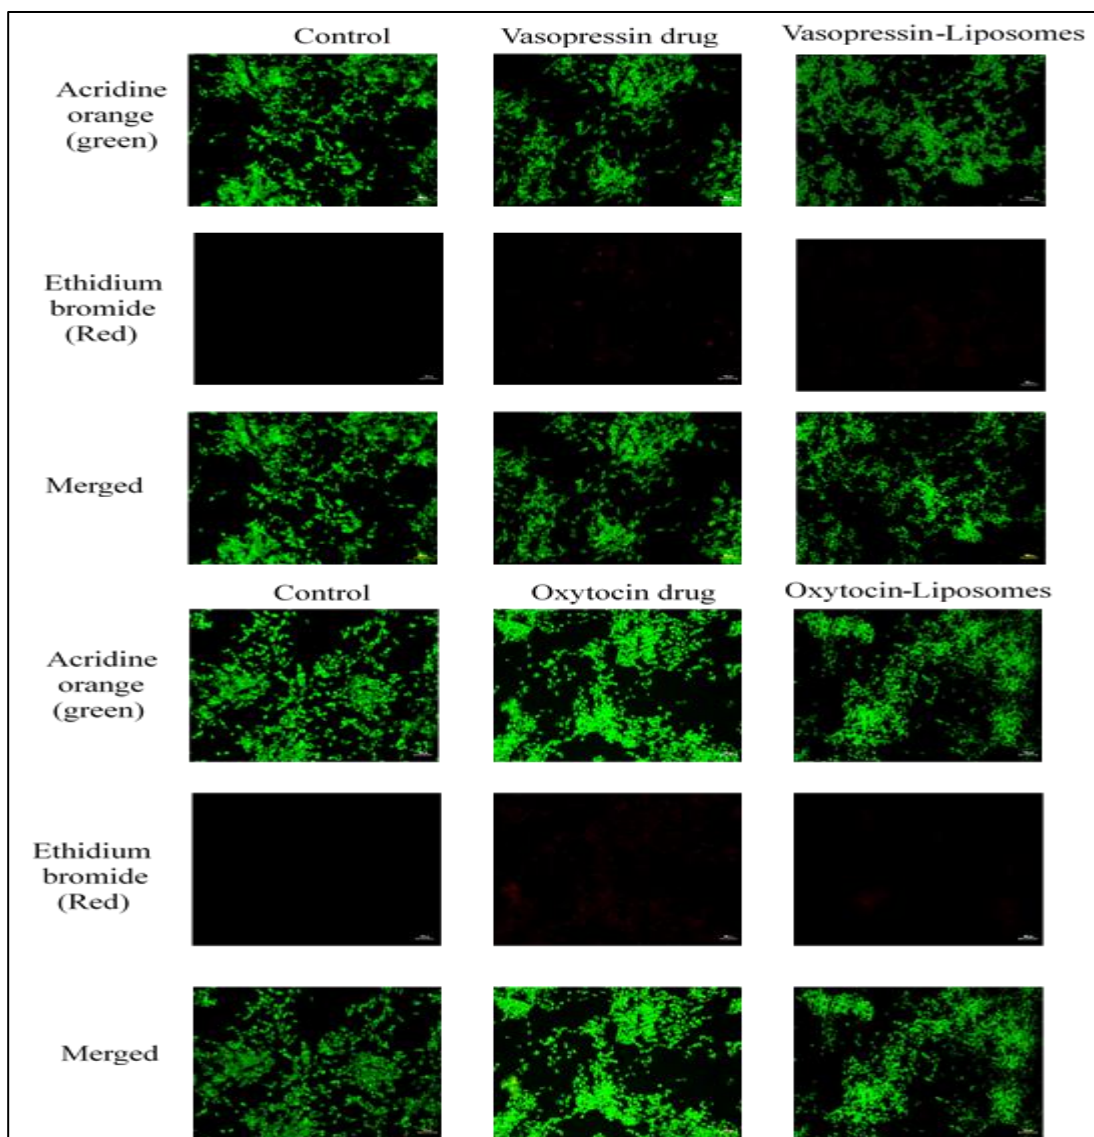 Control Vasopressin drug Vasopressin-Liposomes
Acridine
orange
(green)
Ethidium
bromide
(Red)
Merged
Control Oxytocin drug Oxytocin-Liposomes
Acridine
orange
(green)
Ethidium
bromide
(Red)
Merged